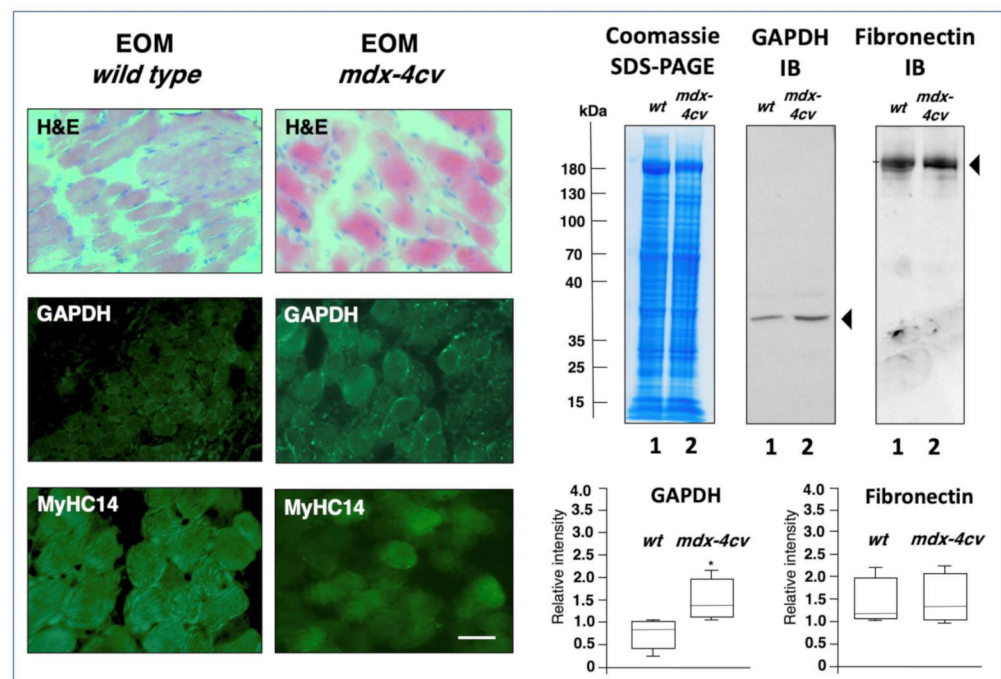 EOM
wild type
EOM
mdx-4cv
H&E
H&E
GAPDH
GAPDH
MyHC14
MyHC14
Coomassie
SDS-PAGE
GAPDH
IB
Fibronectin
IB
kDa
wt
mdx-
4cv
wt
mdx-
4cv
wt
mdx-
4cv
180
130
100
70
40
35
25
15
1 2
1 2
1 2
GAPDH
Relative intensity
4.0
3.0
2.5
2.0
1.5
1.0
0.5
0
wt
mdx-4cv
*
Fibronectin
Relative intensity
4.0
3.0
2.5
2.0
1.5
1.0
0.5
0
wt
mdx-4cv